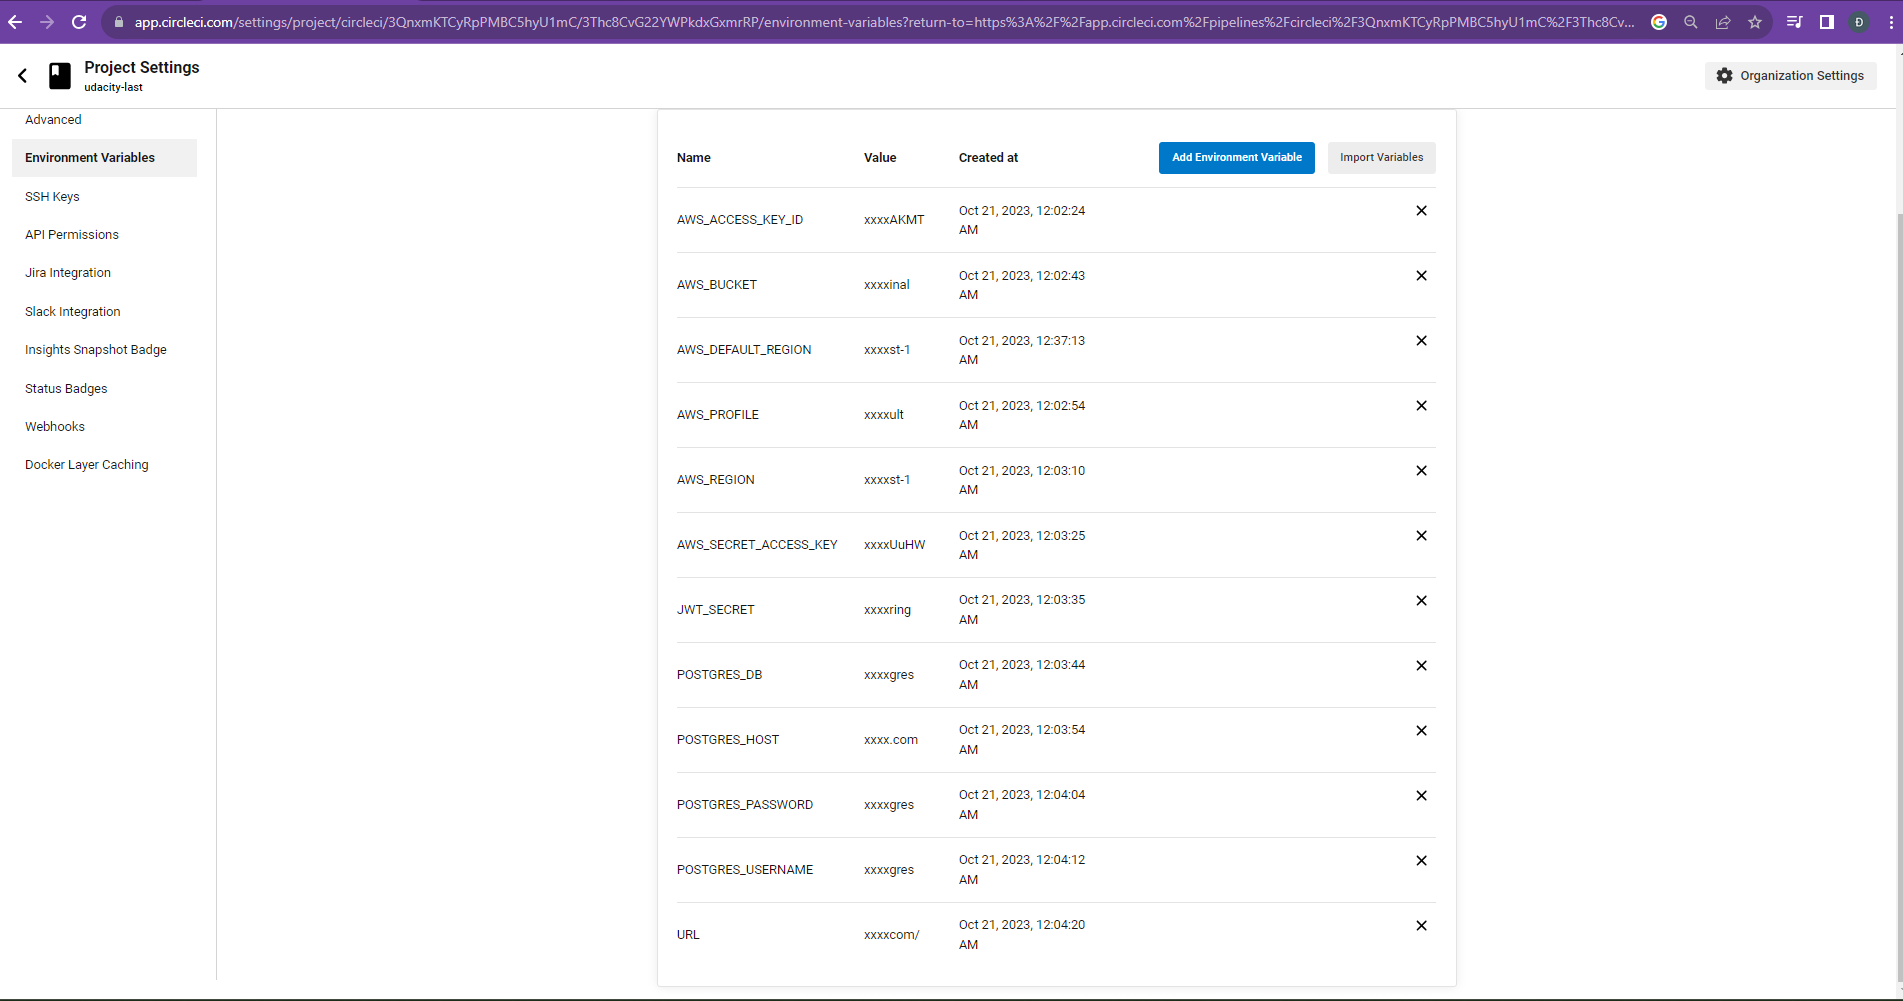 app.circleci.com/settings/project/circleci/3QnxmKTCyRpPMBC5hyU1mC/3Thc8CvG22YWPkdxGxmrRP/environment-variables?return-to=https%3A%2F%2Fapp.circleci.com%2Fpipelines%2Fcircleci%2F3QnxmKTCyRpPMBC5hyU1mC%2F3Thc8Cv...
Đ
Project Settings
udacity-last
Organization Settings
Advanced
Environment Variables
SSH Keys
API Permissions
Jira Integration
Slack Integration
Insights Snapshot Badge
Status Badges
Webhooks
Docker Layer Caching
Name Value Created at Add Environment Variable Import Variables
AWS_ACCESS_KEY_ID xxxxAKMT Oct 21, 2023, 12:02:24
AM
AWS_BUCKET xxxxinal Oct 21, 2023, 12:02:43
AM
AWS_DEFAULT_REGION xxxxst-1 Oct 21, 2023, 12:37:13
AM
AWS_PROFILE xxxxult Oct 21, 2023, 12:02:54
AM
AWS_REGION xxxxst-1 Oct 21, 2023, 12:03:10
AM
AWS_SECRET_ACCESS_KEY xxxxUuHW Oct 21, 2023, 12:03:25
AM
JWT_SECRET xxxxring Oct 21, 2023, 12:03:35
AM
POSTGRES_DB xxxxgres Oct 21, 2023, 12:03:44
AM
POSTGRES_HOST xxxx.com Oct 21, 2023, 12:03:54
AM
POSTGRES_PASSWORD xxxxgres Oct 21, 2023, 12:04:04
AM
POSTGRES_USERNAME xxxxgres Oct 21, 2023, 12:04:12
AM
URL xxxxcom/ Oct 21, 2023, 12:04:20
AM